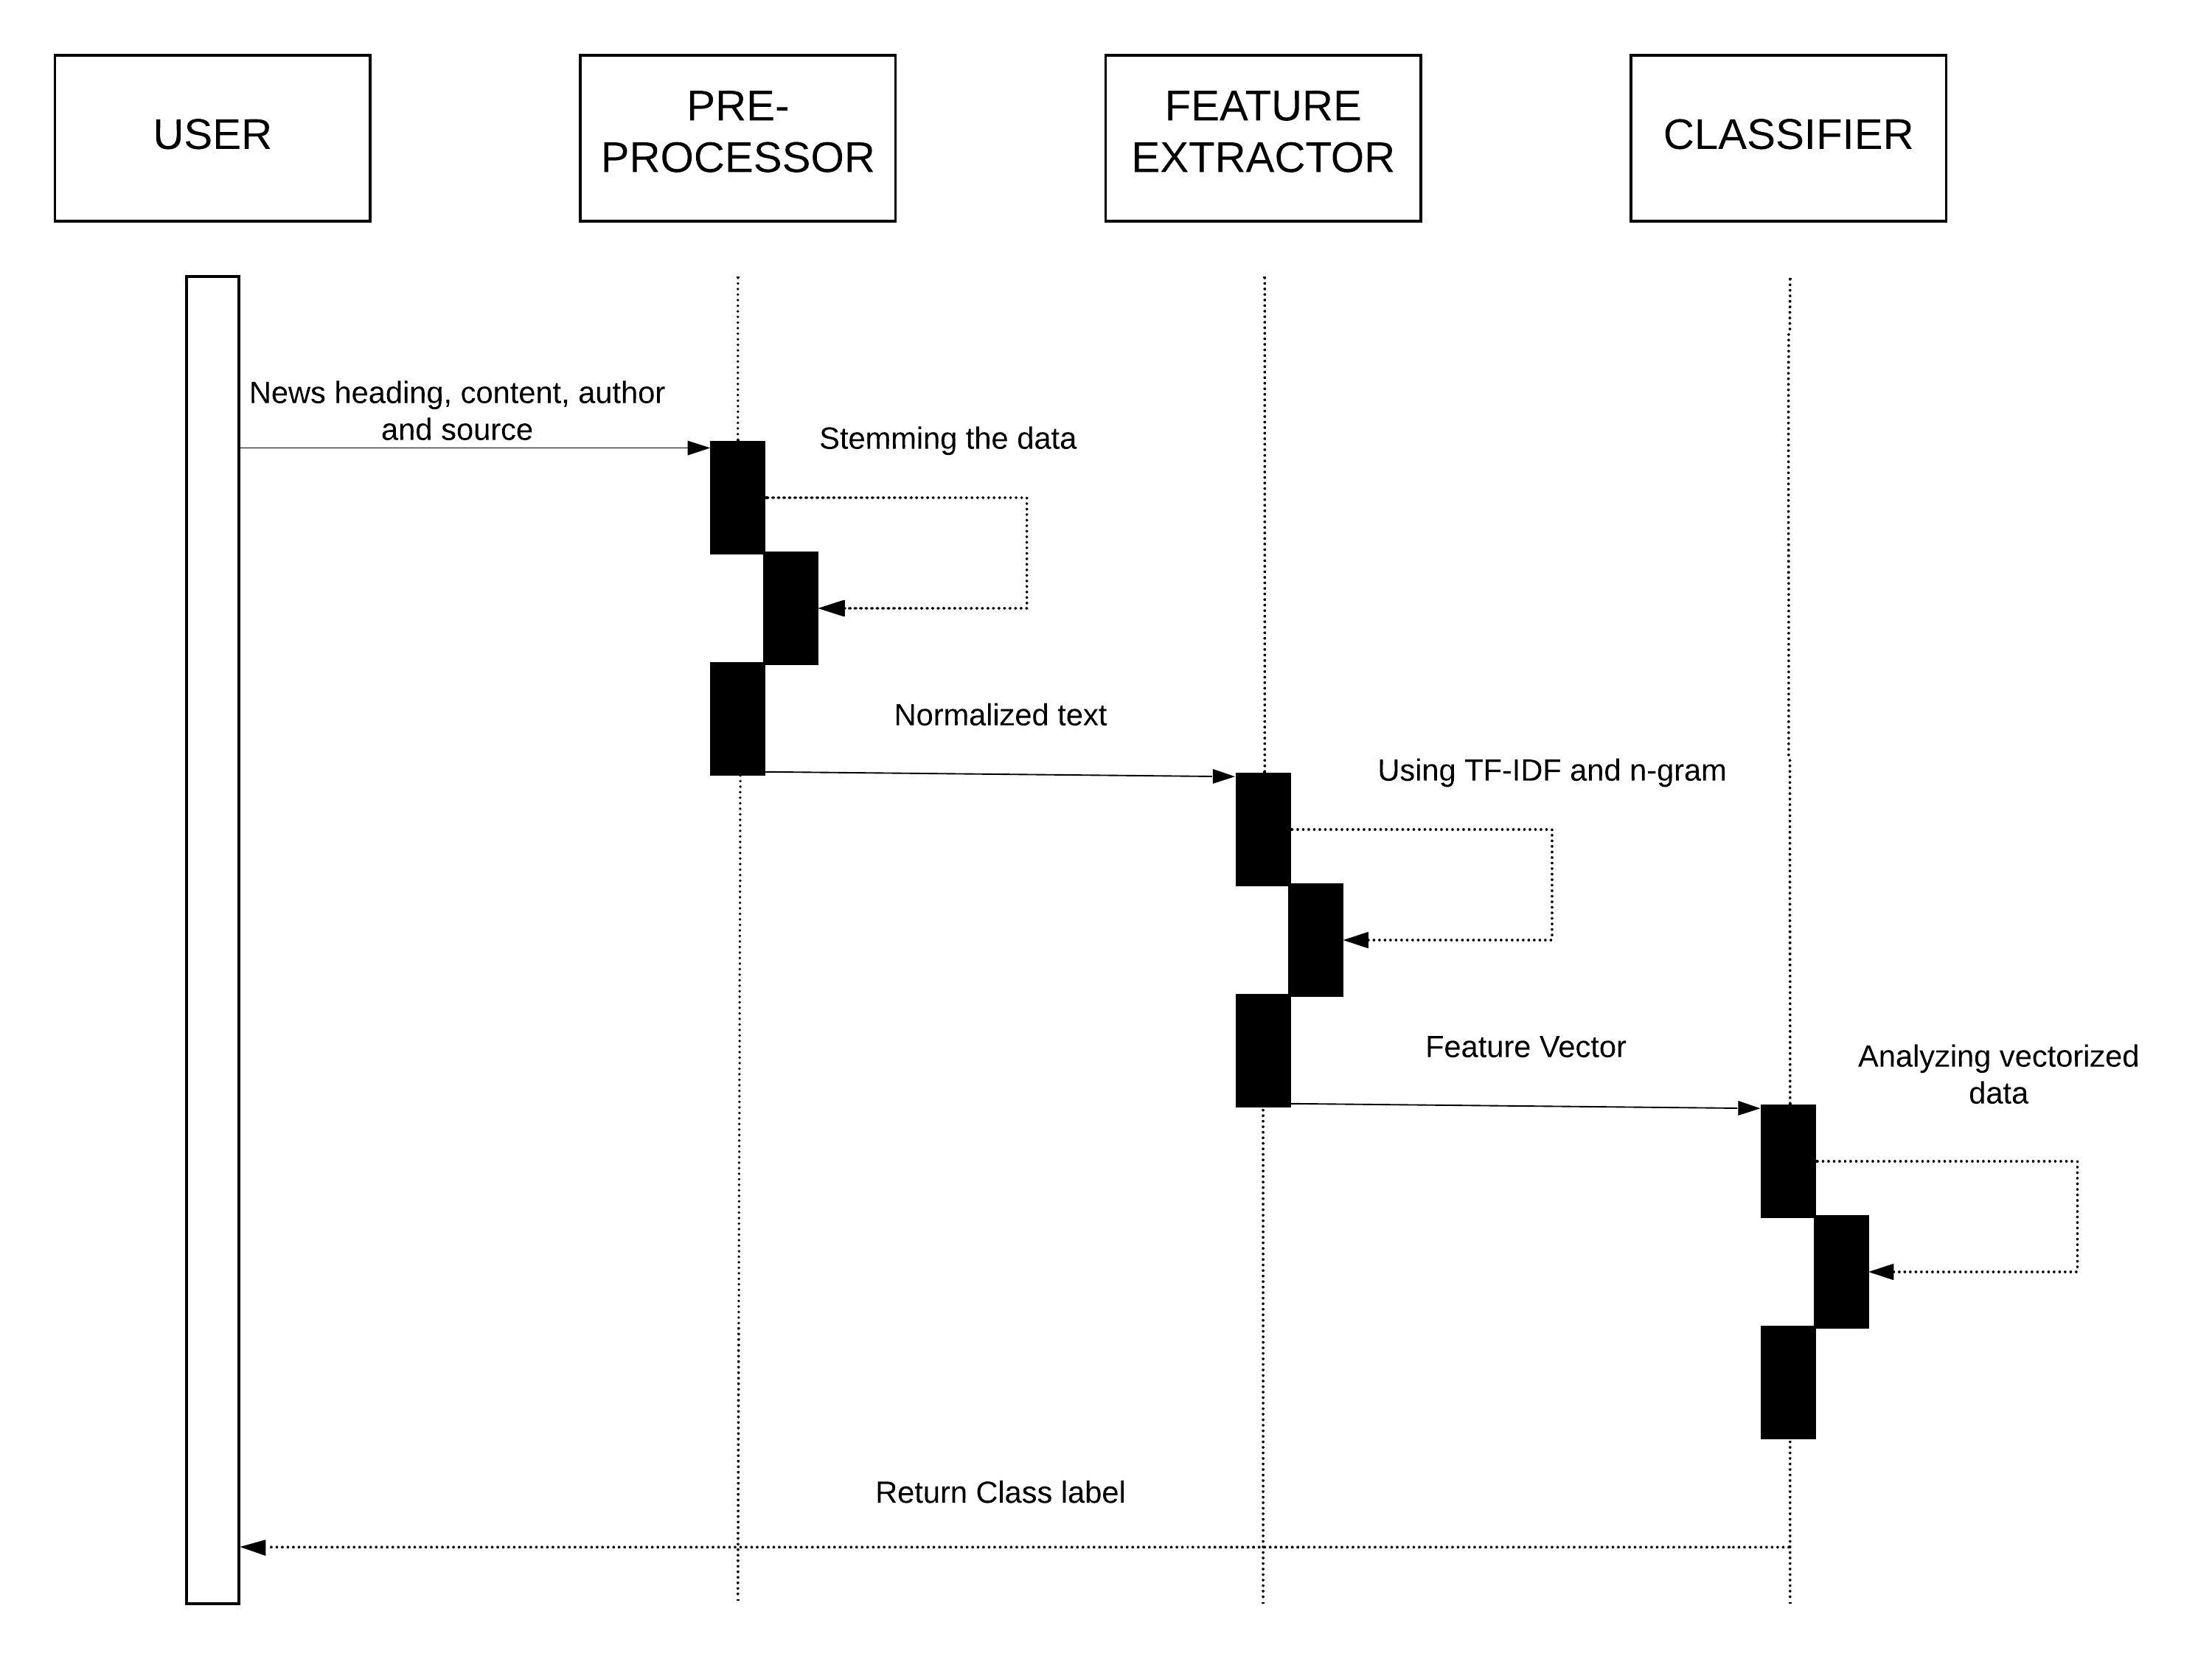 USER
PRE-
PROCESSOR
FEATURE
EXTRACTOR
CLASSIFIER
News heading, content, author
and source
Stemming the data
Normalized text
Using TF-IDF and n-gram
Feature Vector
Analyzing vectorized
data
Return Class label